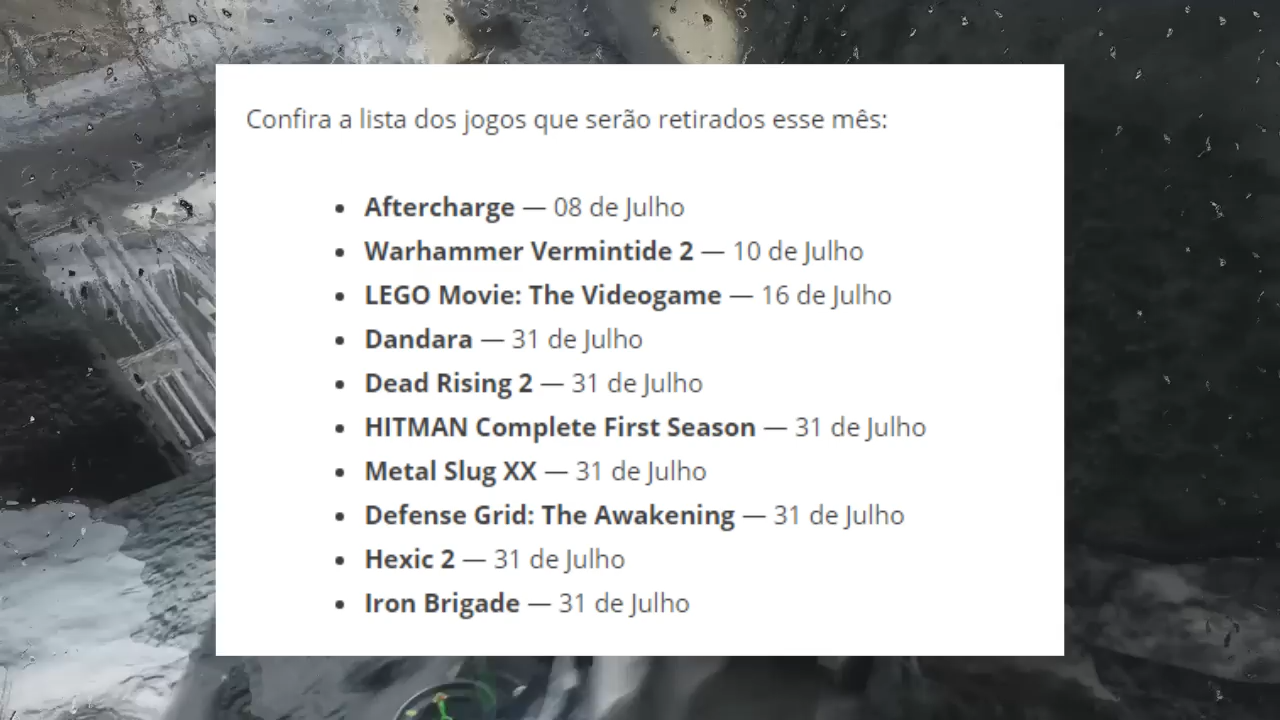 Confira a lista dos jogos que serão retirados esse mês:
• Aftercharge — 08 de Julho
• Warhammer Vermintide 2 — 10 de Julho
• LEGO Movie: The Videogame — 16 de Julho
• Dandara — 31 de Julho
• Dead Rising 2 — 31 de Julho
• HITMAN Complete First Season — 31 de Julho
• Metal Slug XX — 31 de Julho
• Defense Grid: The Awakening — 31 de Julho
• Hexic 2 — 31 de Julho
• Iron Brigade — 31 de Julho